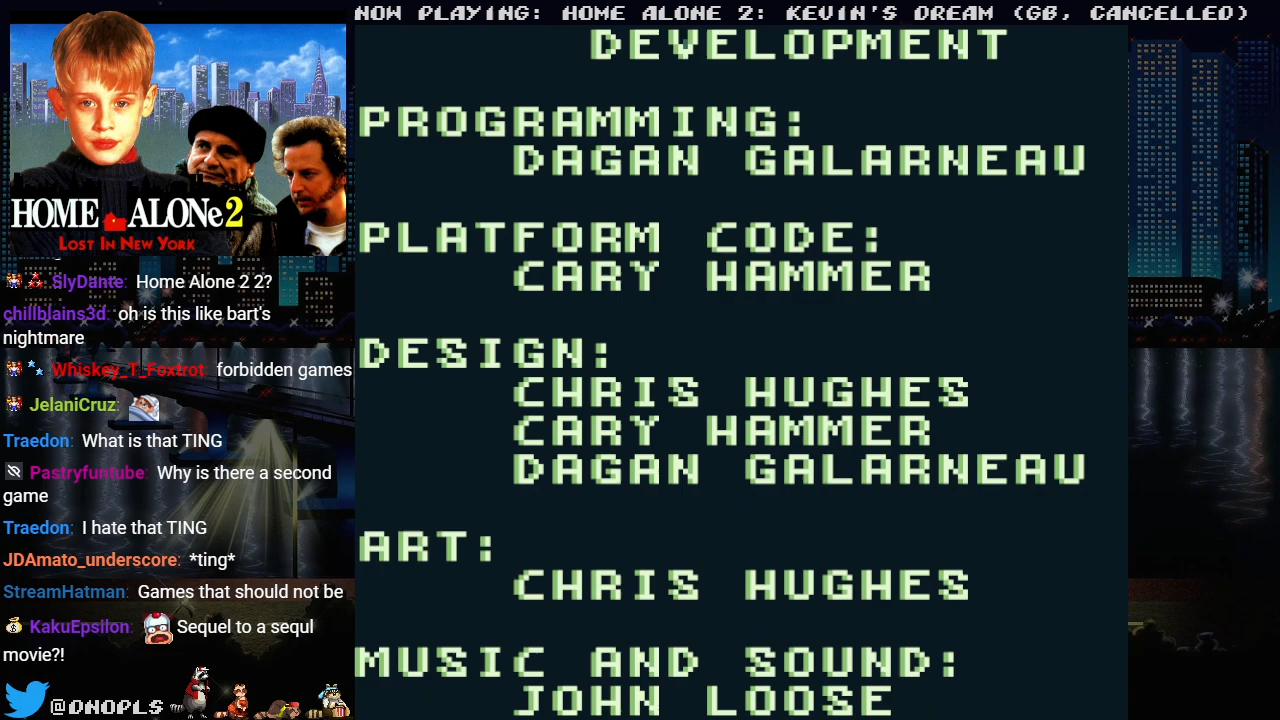 NOW PLAYING: HOME ALONE 2: KEVIN'S DREAM (GB, CANCELLED)
HOME ALONe 2
LOST IN NEW YORK
SlyDante: Home Alone 2 2?
chillblains3d: oh is this like bart's
nightmare
Whiskey_T_Foxtrot: forbidden games
JelaniCruz:
Traedon: What is that TING
Pastryfuntube: Why is there a second
game
Traedon: I hate that TING
JDAmato_underscore: *ting*
StreamHatman: Games that should not be
KakuEpsilon: Sequel to a sequl
movie?!
@DNOPLS
DEVELOPMENT
PROGRAMMING:
DAGAN GALARNEAU
PLATFORM CODE:
CARY HAMMER
DESIGN:
CHRIS HUGHES
CARY HAMMER
DAGAN GALARNEAU
ART:
CHRIS HUGHES
MUSIC AND SOUND:
JOHN LOOSE